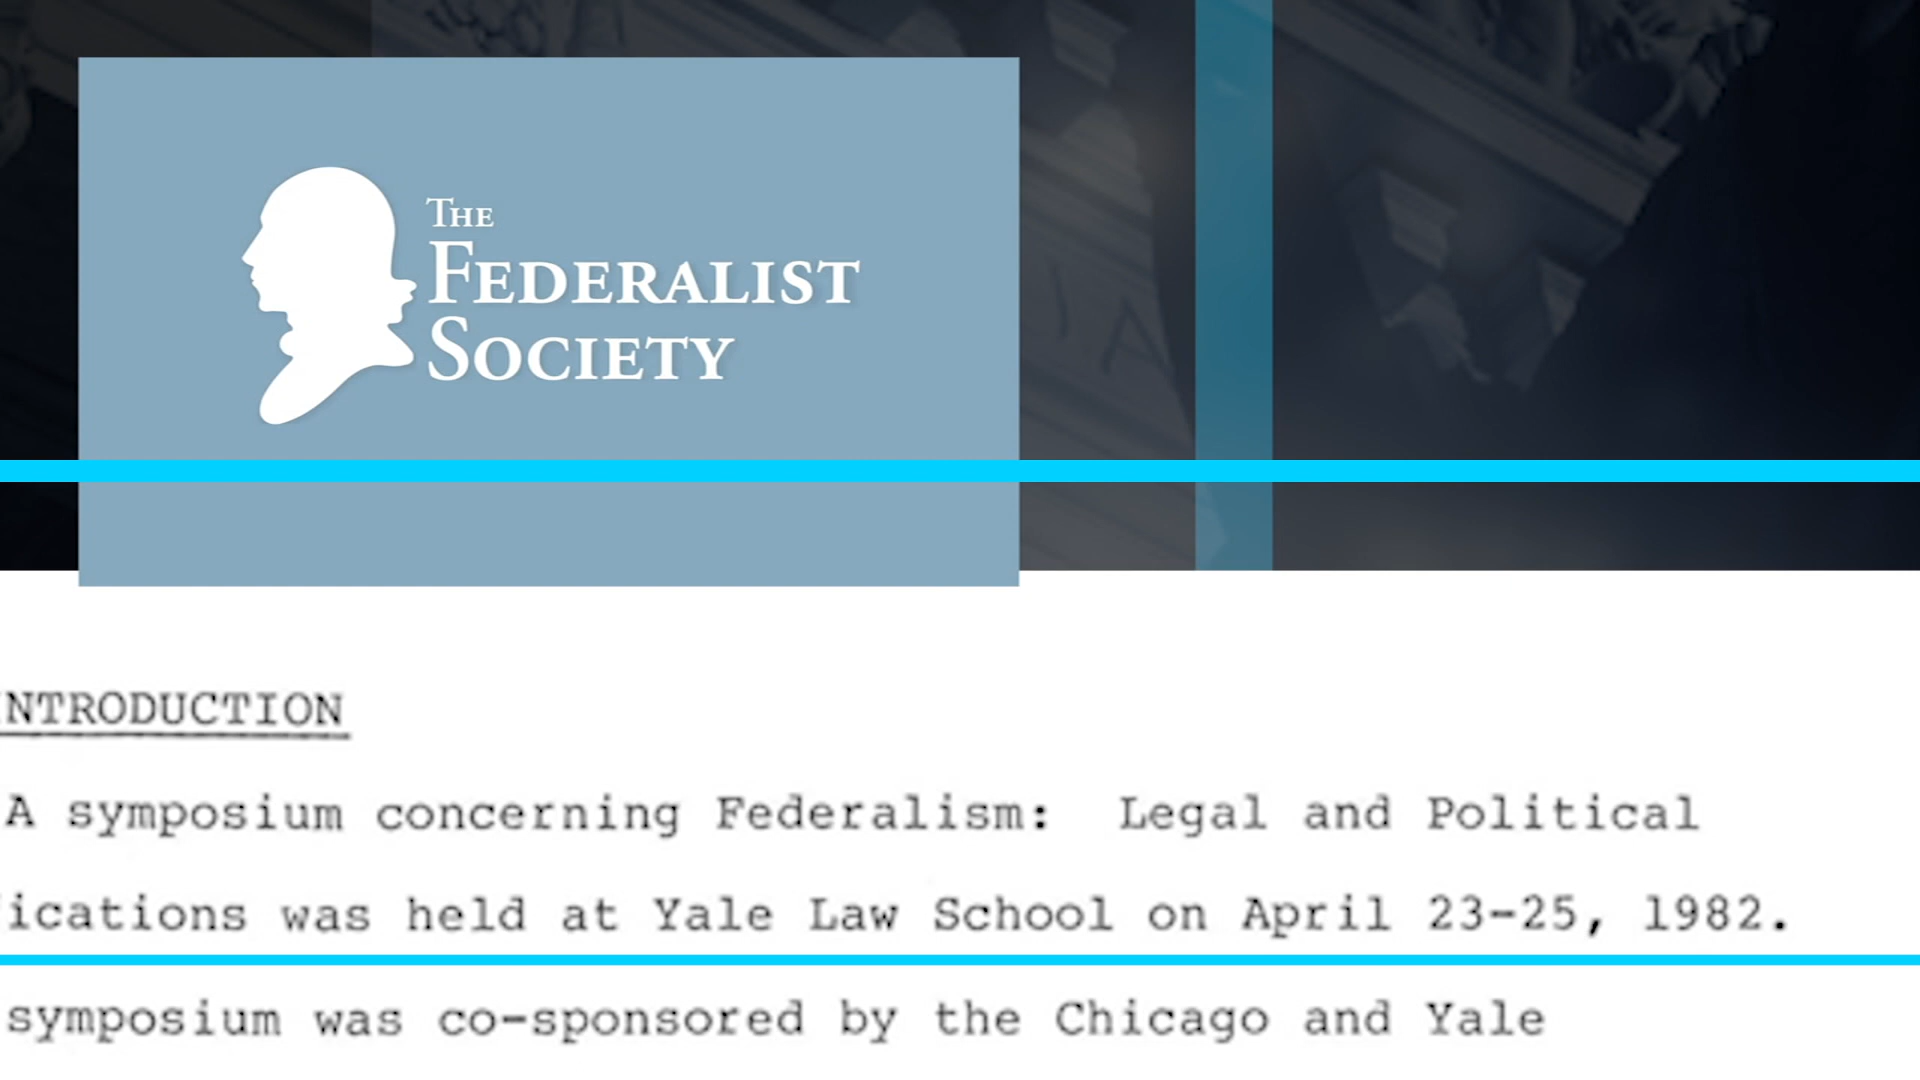 THE
FEDERALIST
SOCIETY
INTRODUCTION
A symposium concerning Federalism: Legal and Political
ications was held at Yale Law School on April 23-25, 1982.
symposium was co-sponsored by the Chicago and Yale